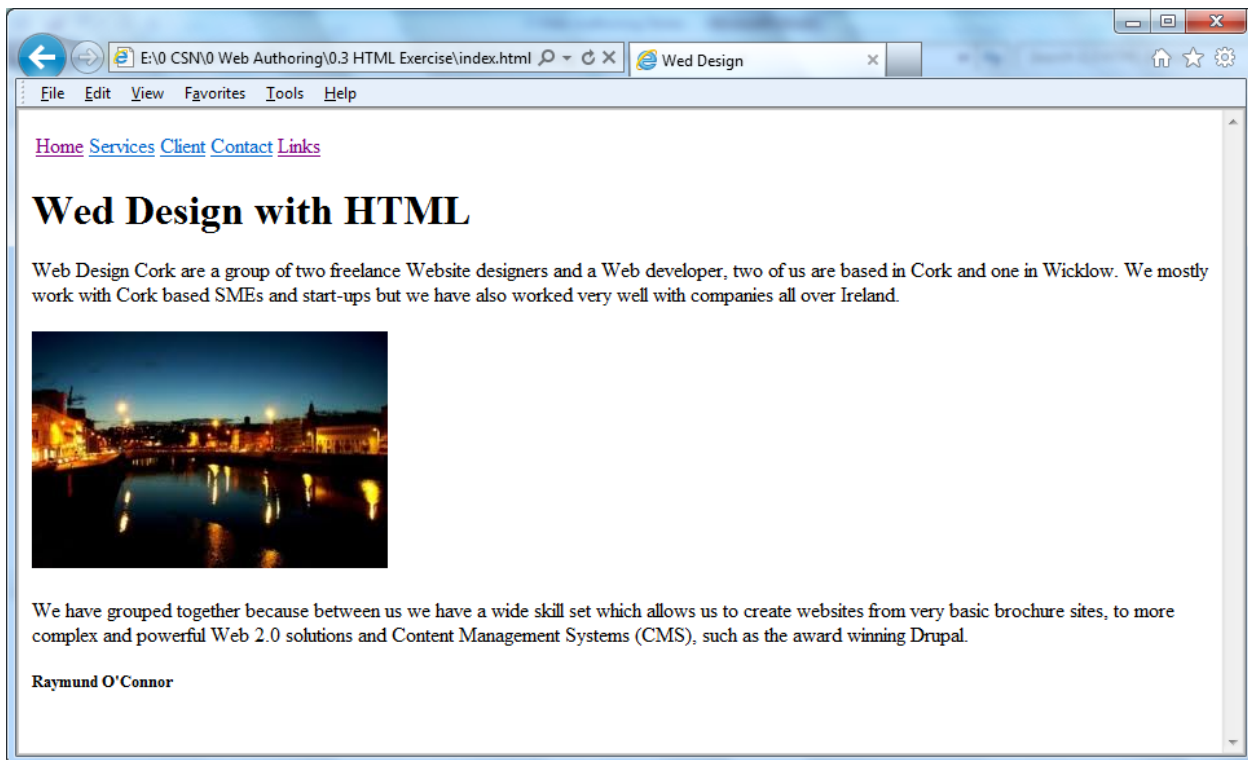 E:\0 CSN\0 Web Authoring\0.3 HTML Exercise\index.html
Wed Design
File Edit View Favorites Tools Help
Home Services Client Contact Links
Wed Design with HTML
Web Design Cork are a group of two freelance Website designers and a Web developer, two of us are based in Cork and one in Wicklow. We mostly
work with Cork based SMEs and start-ups but we have also worked very well with companies all over Ireland.
We have grouped together because between us we have a wide skill set which allows us to create websites from very basic brochure sites, to more
complex and powerful Web 2.0 solutions and Content Management Systems (CMS), such as the award winning Drupal.
Raymund O'Connor